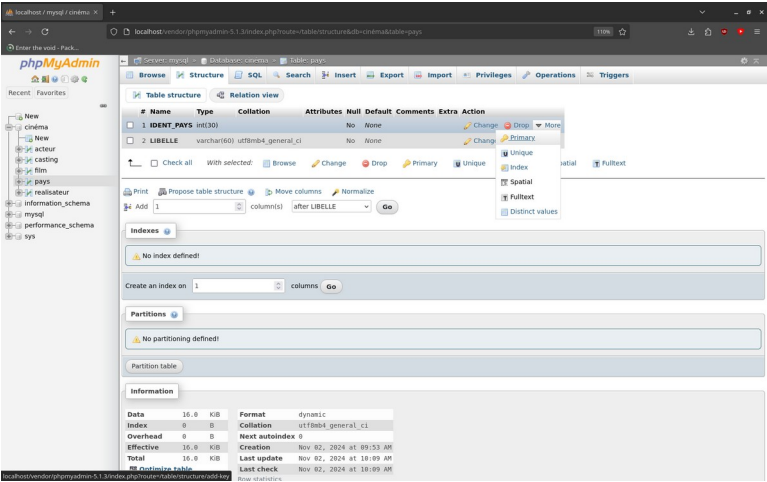 localhost / mysql / cinéma
localhost/vendor/phpmyadmin-5.1.3/index.php?route=/table/structure&db=cinéma&table=pays
110%
Enter the void - Pack...
phpMyAdmin
Server: mysql » Database: cinéma » Table: pays
Browse Structure SQL Search Insert Export Import Privileges Operations Triggers
Recent Favorites
Table structure Relation view
New
cinéma
New
acteur
casting
film
pays
realisateur
information_schema
mysql
performance_schema
sys
# Name Type Collation Attributes Null Default Comments Extra Action
1 IDENT_PAYS int(30) No None Change Drop More
2 LIBELLE varchar(60) utf8mb4_general_ci No None Change
Primary
Unique
Index
Spatial
Fulltext
Distinct values
Check all With selected: Browse Change Drop Primary Unique Fulltext
Print Propose table structure Move columns Normalize
Add 1 column(s) after LIBELLE Go
Indexes
No index defined!
Create an index on 1 columns Go
Partitions
No partitioning defined!
Partition table
Information
Data 16.0 KiB
Index 0 B
Overhead 0 B
Effective 16.0 KiB
Total 16.0 KiB
Optimize table
Format dynamic
Collation utf8mb4_general_ci
Next autoindex 0
Creation Nov 02, 2024 at 09:53 AM
Last update Nov 02, 2024 at 10:09 AM
Last check Nov 02, 2024 at 10:09 AM
Row statistics
localhost/vendor/phpmyadmin-5.1.3/index.php?route=/table/structure/add-key